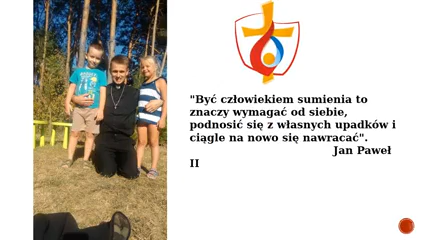 "Być człowiekiem sumienia to
znaczy wymagać od siebie,
podnosić się z własnych upadków i
ciągle na nowo się nawracać".
Jan Paweł
II